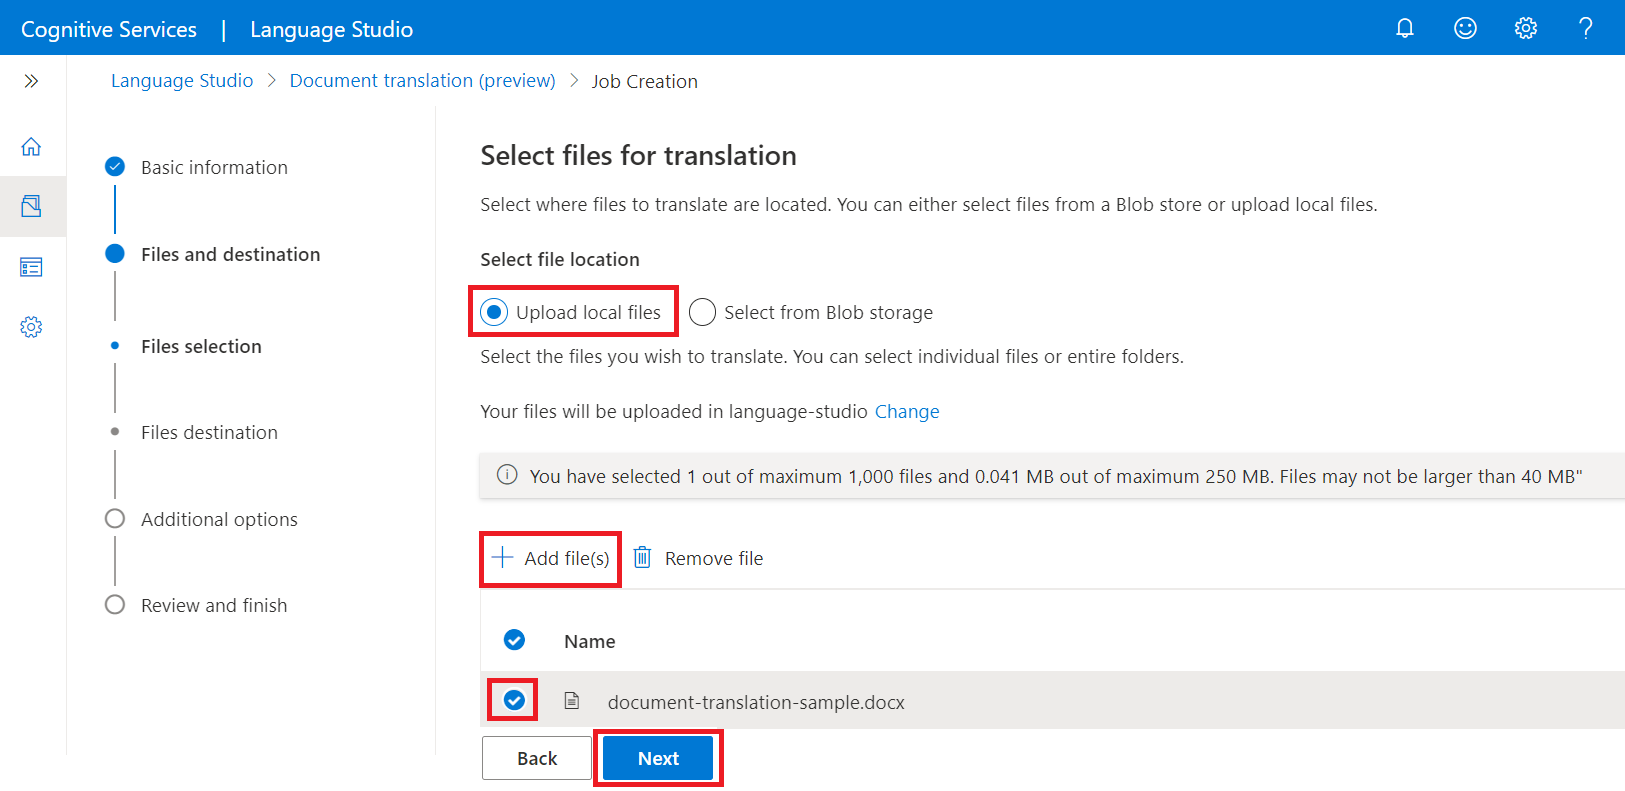 Cognitive Services | Language Studio
Language Studio > Document translation (preview) > Job Creation
Basic information
Files and destination
Files selection
Files destination
Additional options
Review and finish
Select files for translation
Select where files to translate are located. You can either select files from a Blob store or upload local files.
Select file location
Upload local files Select from Blob storage
Select the files you wish to translate. You can select individual files or entire folders.
Your files will be uploaded in language-studio Change
You have selected 1 out of maximum 1,000 files and 0.041 MB out of maximum 250 MB. Files may not be larger than 40 MB"
Add file(s) Remove file
Name
document-translation-sample.docx
Back Next